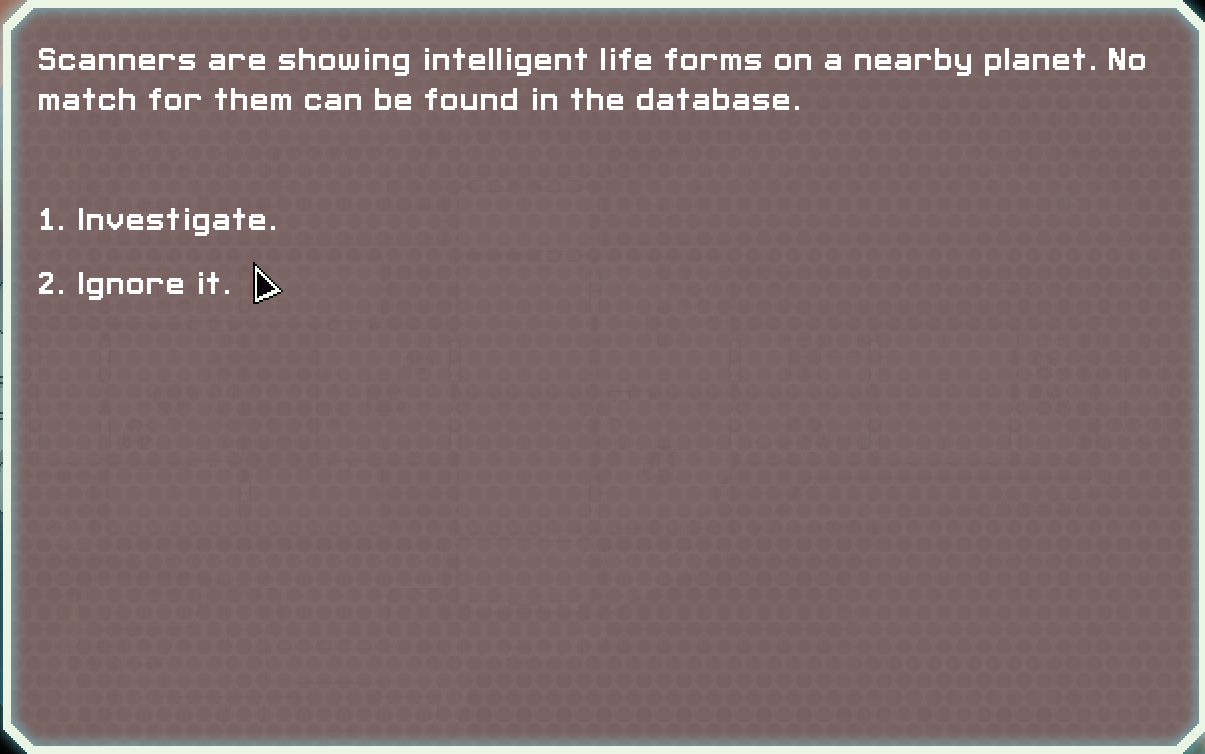 Scanners are showing intelligent life forms on a nearby planet. No
match for them can be found in the database.
1. Investigate.
2. Ignore it.